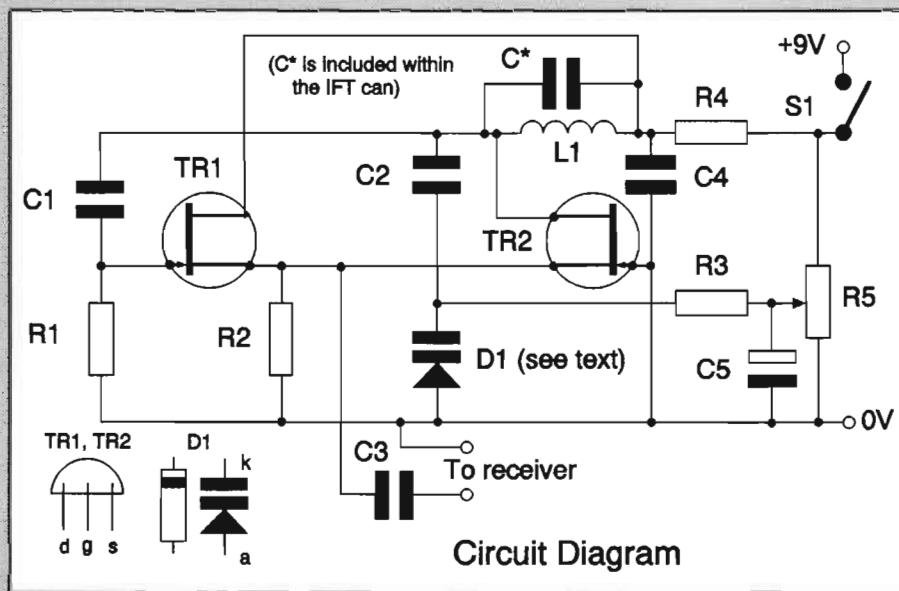 (C* is included within
the IFT can)
C*
+9V
S1
R4
L1
TR1
C1
C2
C4
TR2
R3
R5
R1
R2
D1 (see text)
C5
0V
TR1, TR2
D1
k
C3
To receiver
d g s
a
Circuit Diagram